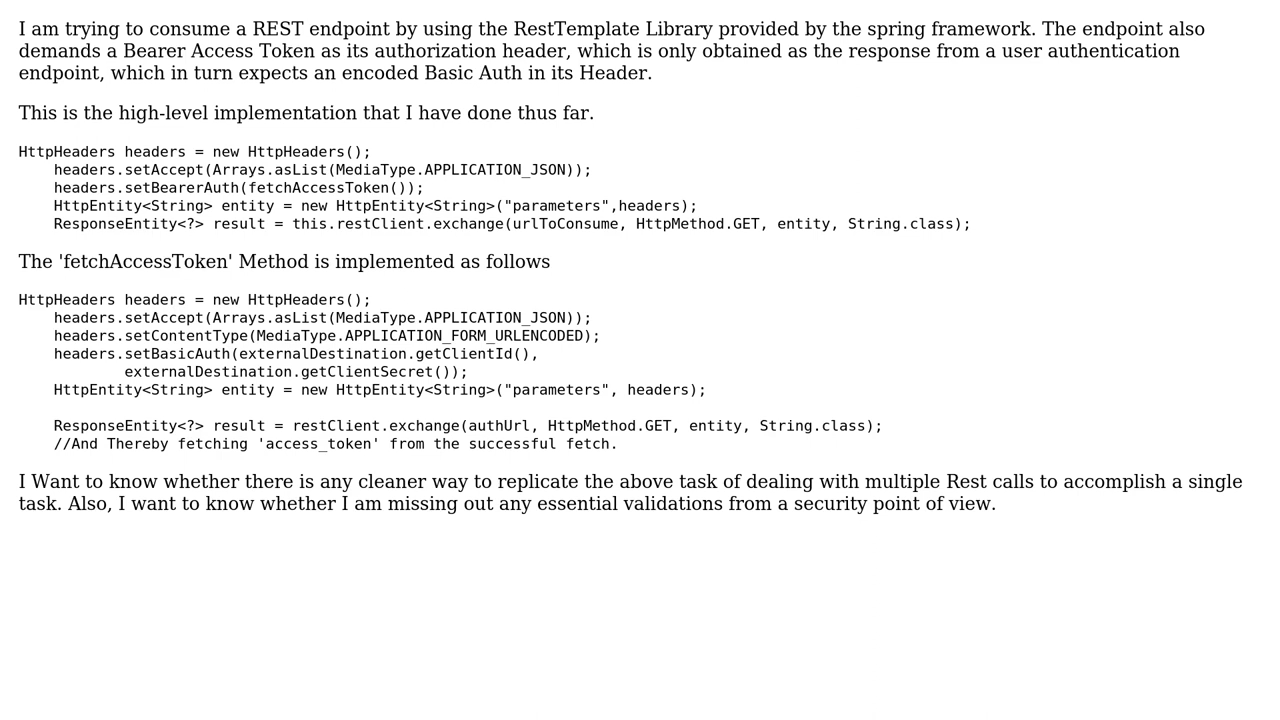 I am trying to consume a REST endpoint by using the RestTemplate Library provided by the spring framework. The endpoint also
demands a Bearer Access Token as its authorization header, which is only obtained as the response from a user authentication
endpoint, which in turn expects an encoded Basic Auth in its Header.
This is the high-level implementation that I have done thus far.
HttpHeaders headers = new HttpHeaders();
    headers.setAccept(Arrays.asList(MediaType.APPLICATION_JSON));
    headers.setBearerAuth(fetchAccessToken());
    HttpEntity<String> entity = new HttpEntity<String>("parameters",headers);
    ResponseEntity<?> result = this.restClient.exchange(urlToConsume, HttpMethod.GET, entity, String.class);
The 'fetchAccessToken' Method is implemented as follows
HttpHeaders headers = new HttpHeaders();
    headers.setAccept(Arrays.asList(MediaType.APPLICATION_JSON));
    headers.setContentType(MediaType.APPLICATION_FORM_URLENCODED);
    headers.setBasicAuth(externalDestination.getClientId(),
            externalDestination.getClientSecret());
    HttpEntity<String> entity = new HttpEntity<String>("parameters", headers);
    ResponseEntity<?> result = restClient.exchange(authUrl, HttpMethod.GET, entity, String.class);
    //And Thereby fetching 'access_token' from the successful fetch.
I Want to know whether there is any cleaner way to replicate the above task of dealing with multiple Rest calls to accomplish a single
task. Also, I want to know whether I am missing out any essential validations from a security point of view.